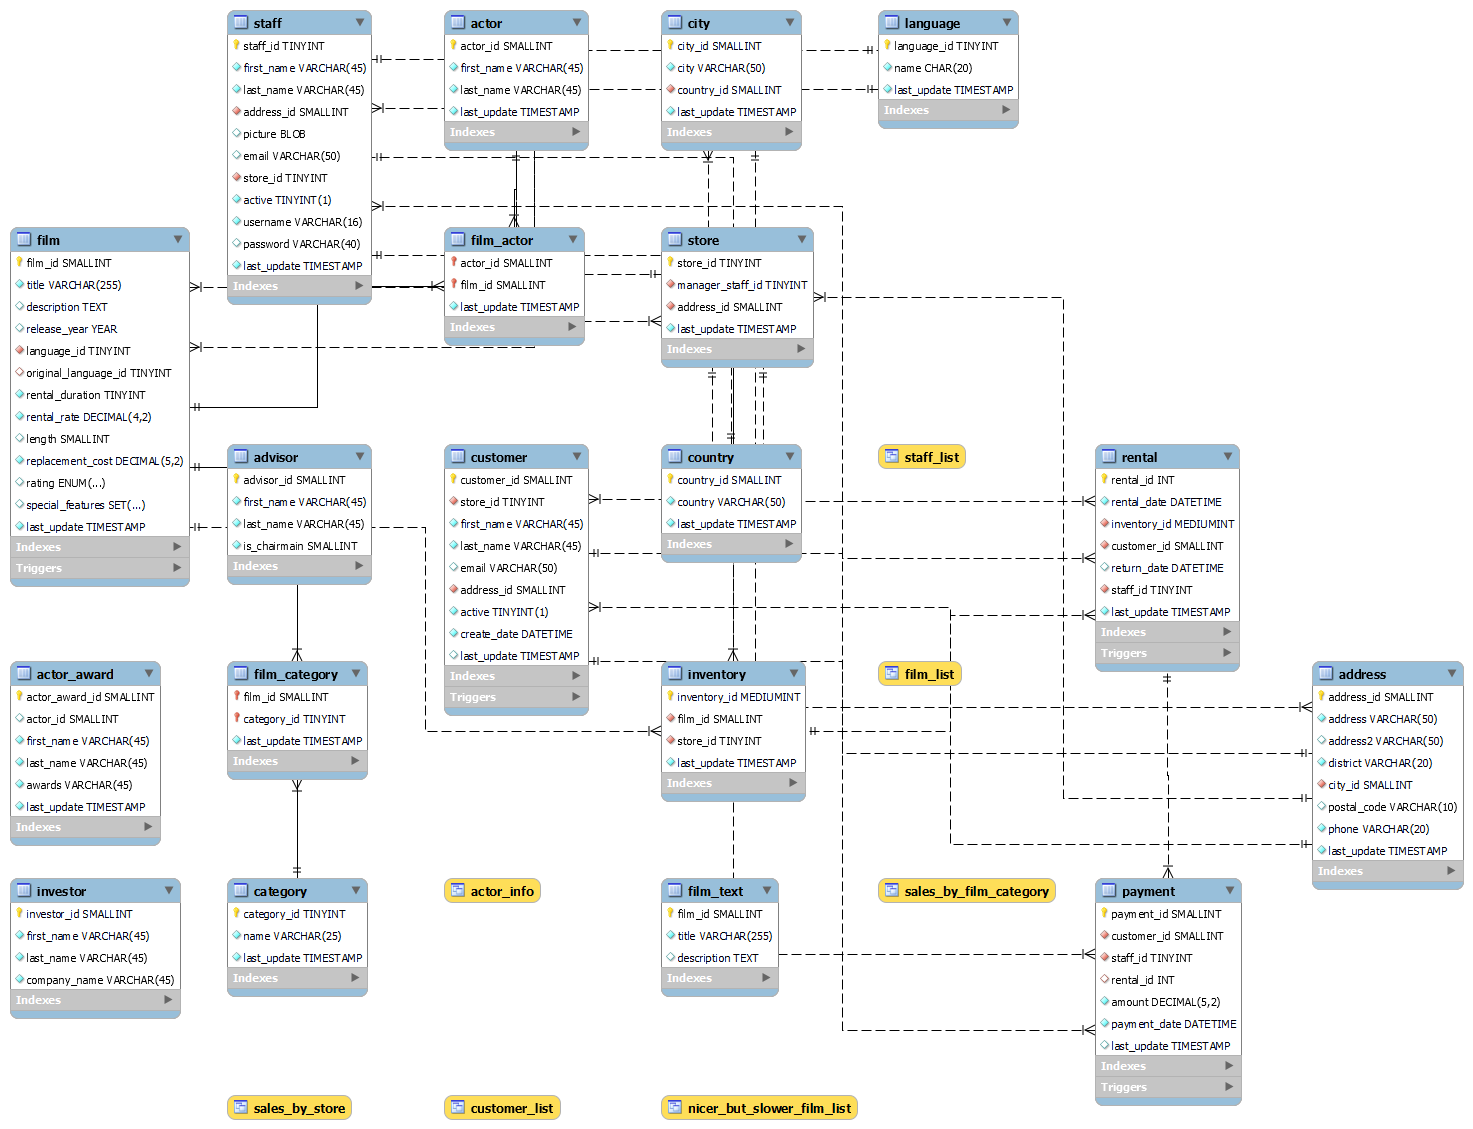 staff
staff_id TINYINT
first_name VARCHAR(45)
last_name VARCHAR(45)
address_id SMALLINT
picture BLOB
email VARCHAR(50)
store_id TINYINT
active TINYINT(1)
username VARCHAR(16)
password VARCHAR(40)
last_update TIMESTAMP
Indexes
actor
actor_id SMALLINT
first_name VARCHAR(45)
last_name VARCHAR(45)
last_update TIMESTAMP
Indexes
city
city_id SMALLINT
city VARCHAR(50)
country_id SMALLINT
last_update TIMESTAMP
Indexes
language
language_id TINYINT
name CHAR(20)
last_update TIMESTAMP
Indexes
film
film_id SMALLINT
title VARCHAR(255)
description TEXT
release_year YEAR
language_id TINYINT
original_language_id TINYINT
rental_duration TINYINT
rental_rate DECIMAL(4,2)
length SMALLINT
replacement_cost DECIMAL(5,2)
rating ENUM(...)
special_features SET(...)
last_update TIMESTAMP
Indexes
Triggers
film_actor
actor_id SMALLINT
film_id SMALLINT
last_update TIMESTAMP
Indexes
store
store_id TINYINT
manager_staff_id TINYINT
address_id SMALLINT
last_update TIMESTAMP
Indexes
advisor
advisor_id SMALLINT
first_name VARCHAR(45)
last_name VARCHAR(45)
is_chairmain SMALLINT
Indexes
customer
customer_id SMALLINT
store_id TINYINT
first_name VARCHAR(45)
last_name VARCHAR(45)
email VARCHAR(50)
address_id SMALLINT
active TINYINT(1)
create_date DATETIME
last_update TIMESTAMP
Indexes
Triggers
country
country_id SMALLINT
country VARCHAR(50)
last_update TIMESTAMP
Indexes
staff_list
rental
rental_id INT
rental_date DATETIME
inventory_id MEDIUMINT
customer_id SMALLINT
return_date DATETIME
staff_id TINYINT
last_update TIMESTAMP
Indexes
Triggers
actor_award
actor_award_id SMALLINT
actor_id SMALLINT
first_name VARCHAR(45)
last_name VARCHAR(45)
awards VARCHAR(45)
last_update TIMESTAMP
Indexes
film_category
film_id SMALLINT
category_id TINYINT
last_update TIMESTAMP
Indexes
inventory
inventory_id MEDIUMINT
film_id SMALLINT
store_id TINYINT
last_update TIMESTAMP
Indexes
film_list
address
address_id SMALLINT
address VARCHAR(50)
address2 VARCHAR(50)
district VARCHAR(20)
city_id SMALLINT
postal_code VARCHAR(10)
phone VARCHAR(20)
last_update TIMESTAMP
Indexes
investor
investor_id SMALLINT
first_name VARCHAR(45)
last_name VARCHAR(45)
company_name VARCHAR(45)
Indexes
category
category_id TINYINT
name VARCHAR(25)
last_update TIMESTAMP
Indexes
actor_info
film_text
film_id SMALLINT
title VARCHAR(255)
description TEXT
Indexes
sales_by_film_category
payment
payment_id SMALLINT
customer_id SMALLINT
staff_id TINYINT
rental_id INT
amount DECIMAL(5,2)
payment_date DATETIME
last_update TIMESTAMP
Indexes
Triggers
sales_by_store
customer_list
nicer_but_slower_film_list